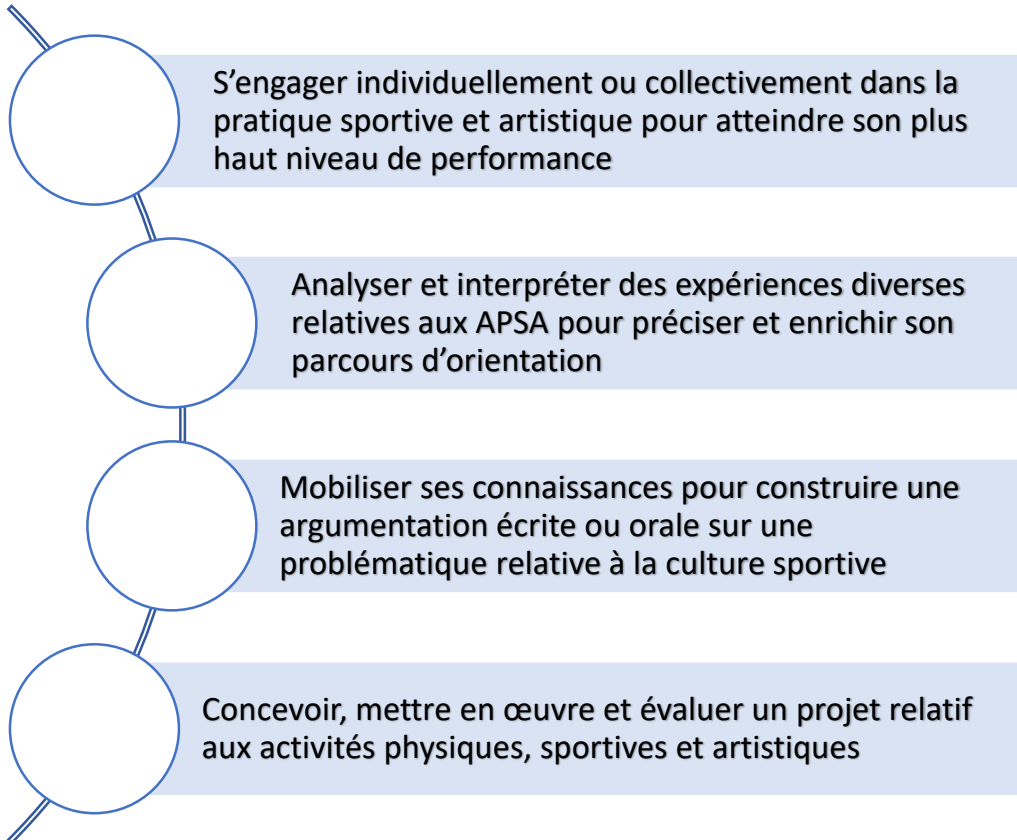 S’engager individuellement ou collectivement dans la
pratique sportive et artistique pour atteindre son plus
haut niveau de performance
Analyser et interpréter des expériences diverses
relatives aux APSA pour préciser et enrichir son
parcours d’orientation
Mobiliser ses connaissances pour construire une
argumentation écrite ou orale sur une
problématique relative à la culture sportive
Concevoir, mettre en œuvre et évaluer un projet relatif
aux activités physiques, sportives et artistiques